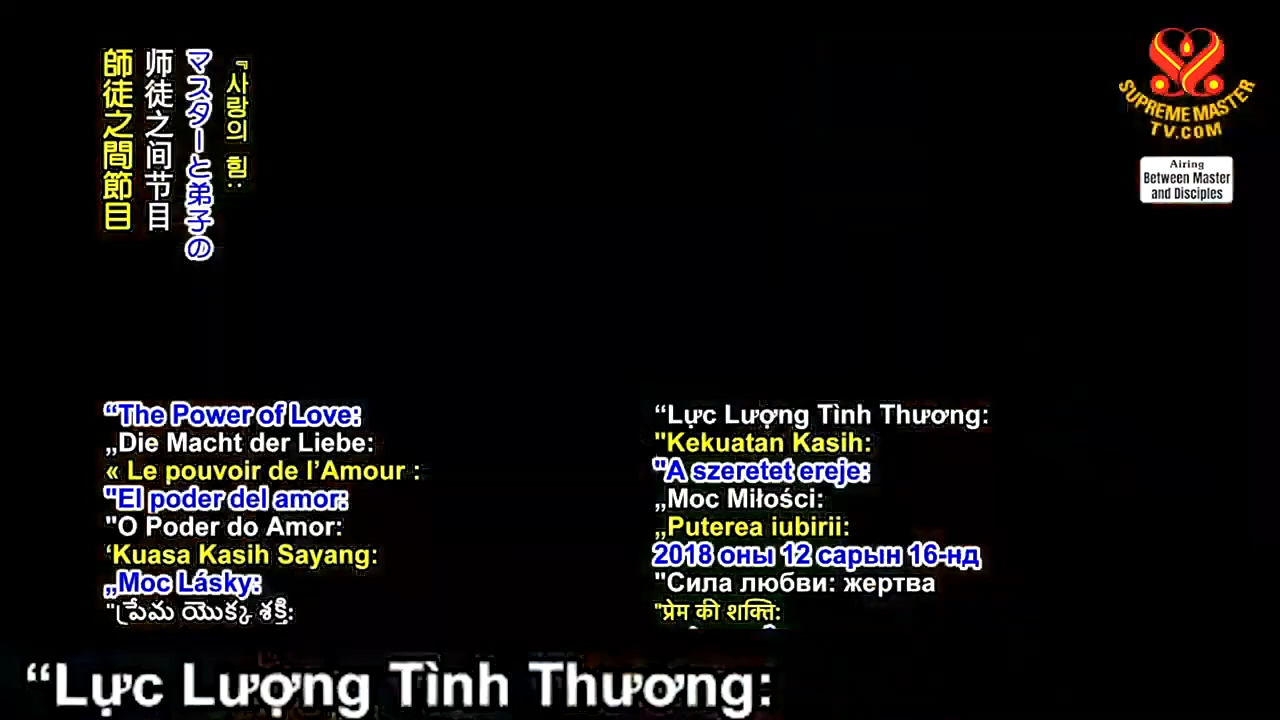 師徒之間節目
师徒之间节目
マスターと弟子の
『사랑의 힘:
SUPREME MASTER
TV.COM
Airing
Between Master
and Disciples
“The Power of Love:
„Die Macht der Liebe:
« Le pouvoir de l’Amour :
"El poder del amor:
"O Poder do Amor:
‘Kuasa Kasih Sayang:
„Moc Lásky:
"ప్రేమ యొక్క శక్తి:
“Lực Lượng Tình Thương:
"Kekuatan Kasih:
"A szeretet ereje:
„Moc Miłości:
„Puterea iubirii:
2018 оны 12 сарын 16-нд
"Сила любви: жертва
"प्रेम की शक्ति:
“Lực Lượng Tình Thương: